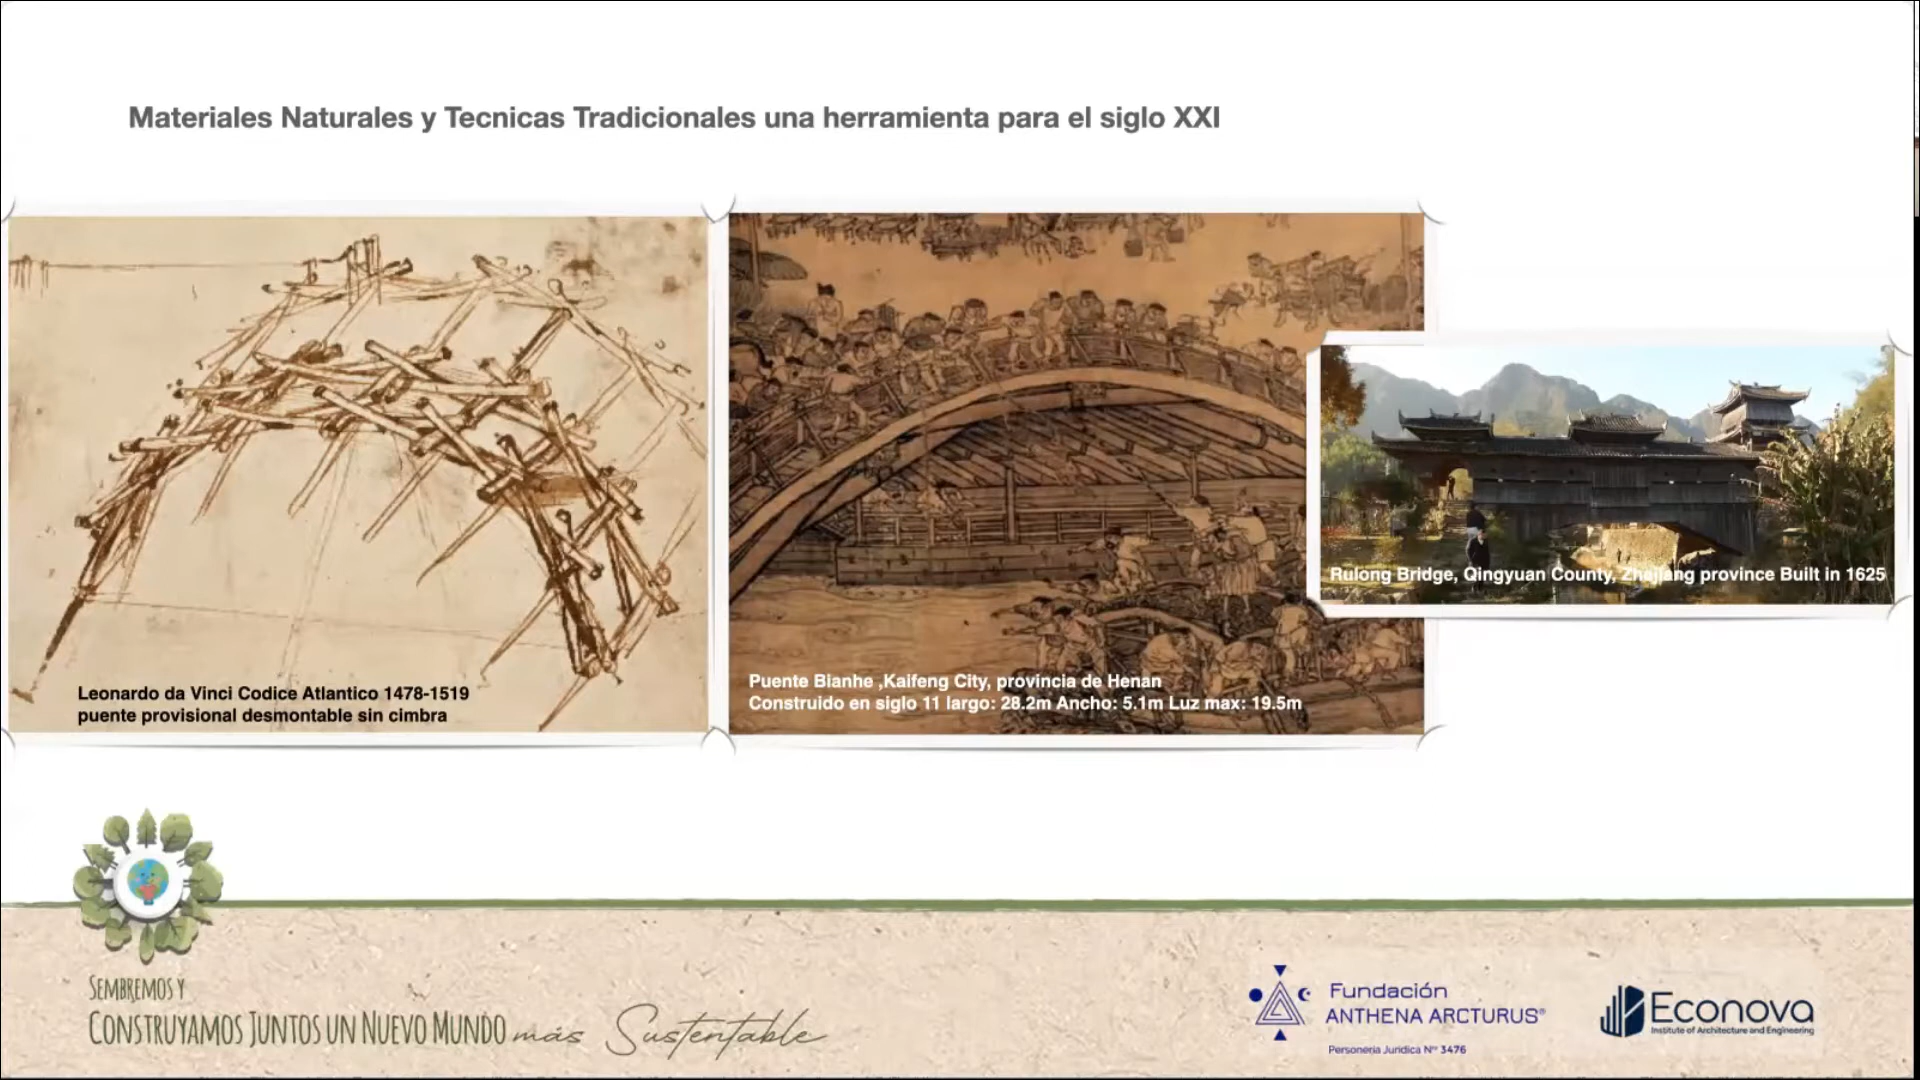 Materiales Naturales y Tecnicas Tradicionales una herramienta para el siglo XXI
Leonardo da Vinci Codice Atlantico 1478-1519
puente provisional desmontable sin cimbra
Puente Bianhe ,Kaifeng City, provincia de Henan
Construido en siglo 11 largo: 28.2m Ancho: 5.1m Luz max: 19.5m
Rulong Bridge, Qingyuan County, Zhejiang province Built in 1625
SEMBREMOS Y
CONSTRUYAMOS JUNTOS UN NUEVO MUNDO más Sustentable
Fundación
ANTHENA ARCTURUS®
Personería Jurídica Nº 3476
Econova
Institute of Architecture and Engineering